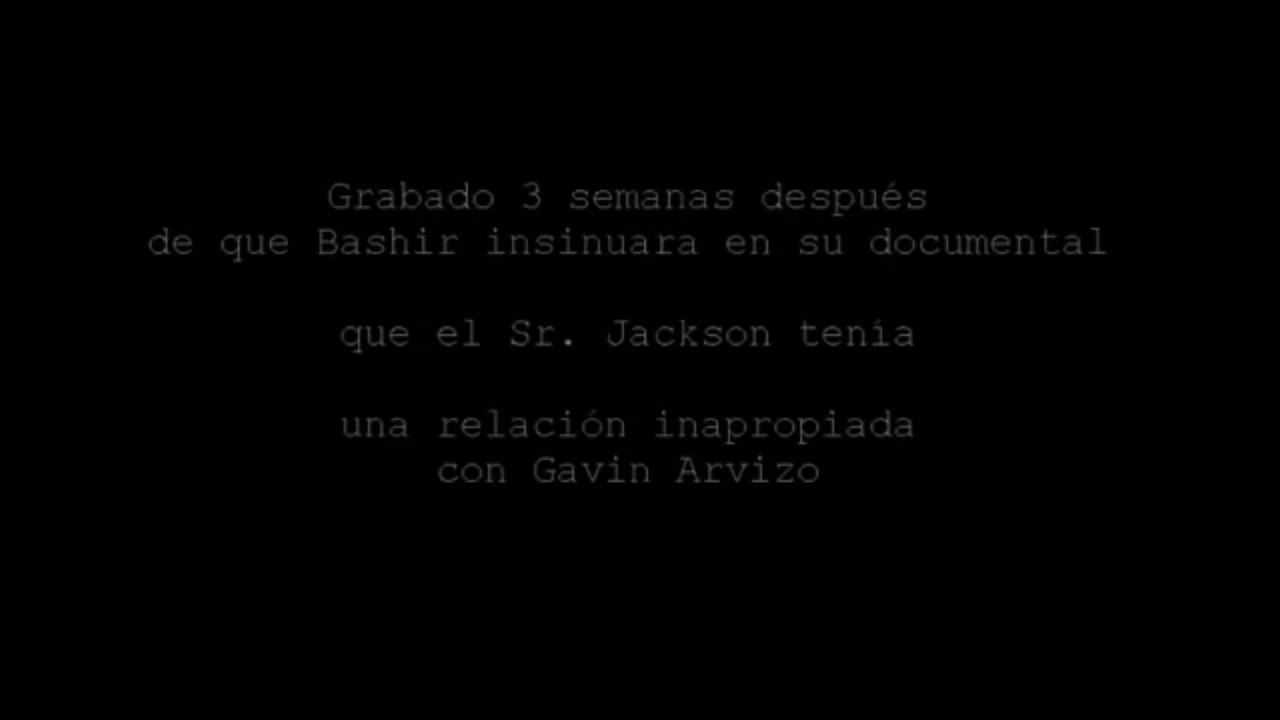 Grabado 3 semanas después
de que Bashir insinuara en su documental
que el Sr. Jackson tenía
una relación inapropiada
con Gavin Arvizo